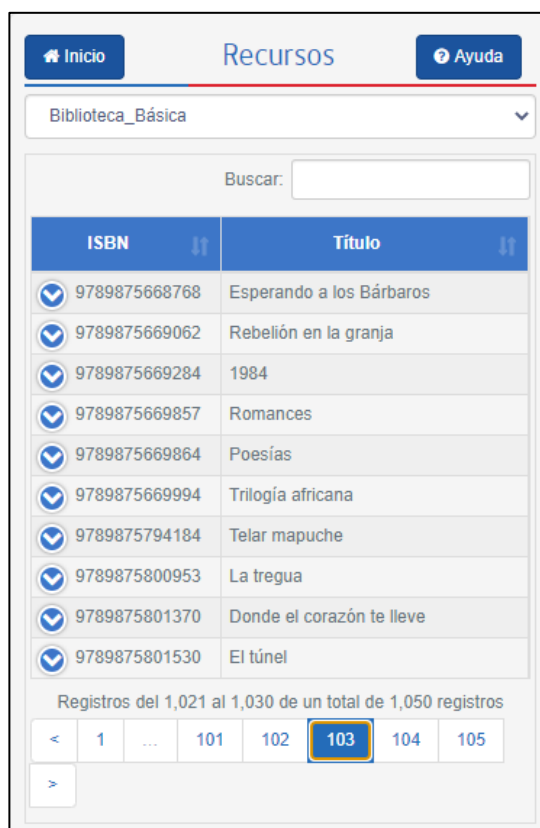 Inicio Recursos Ayuda
Biblioteca_Básica
Buscar:
ISBN Título
9789875668768 Esperando a los Bárbaros
9789875669062 Rebelión en la granja
9789875669284 1984
9789875669857 Romances
9789875669864 Poesías
9789875669994 Trilogía africana
9789875794184 Telar mapuche
9789875800953 La tregua
9789875801370 Donde el corazón te lleve
9789875801530 El túnel
Registros del 1,021 al 1,030 de un total de 1,050 registros
< 1 ... 101 102 103 104 105
>